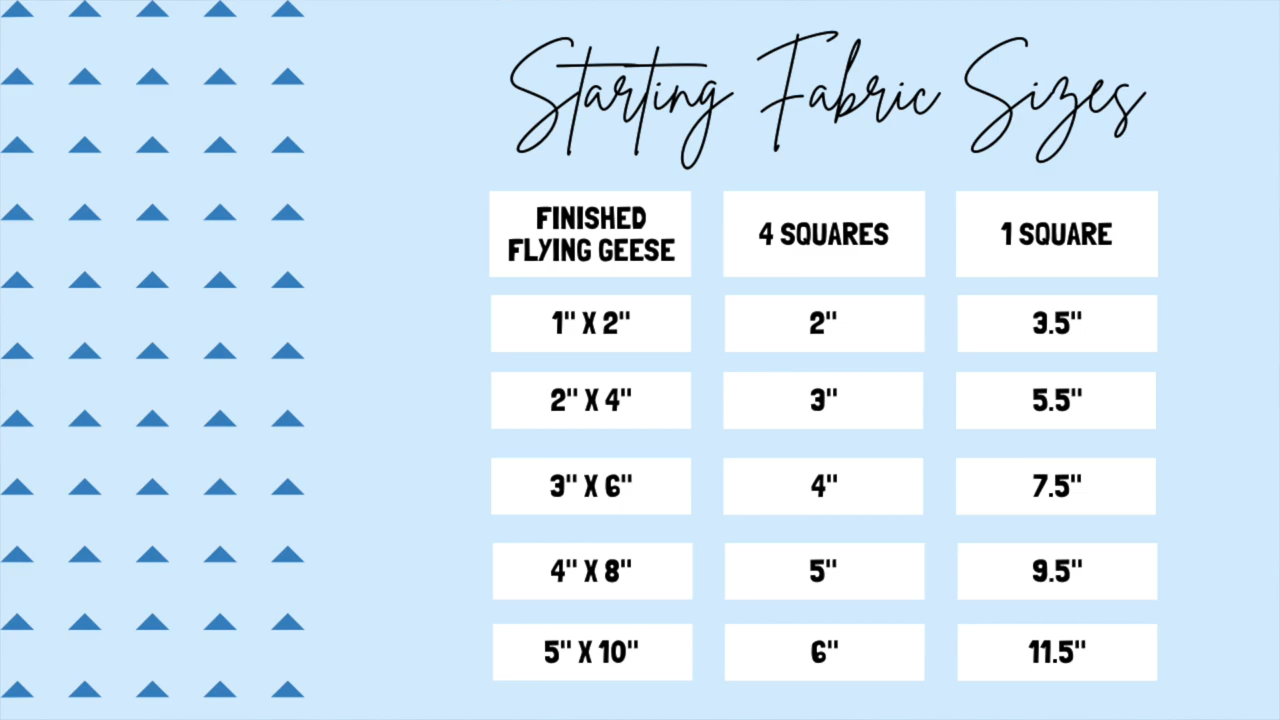 Starting Fabric Sizes
FINISHED
FLYING GEESE
4 SQUARES
1 SQUARE
1" X 2"
2"
3.5"
2" X 4"
3"
5.5"
3" X 6"
4"
7.5"
4" X 8"
5"
9.5"
5" X 10"
6"
11.5"